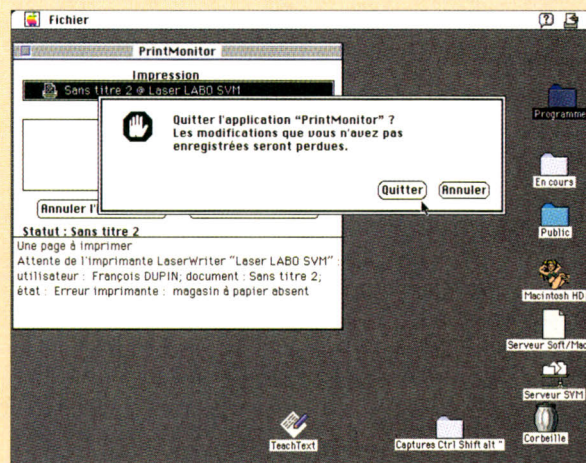 Fichier
PrintMonitor
Impression
Sans titre 2 @ Laser LABO SVM
Quitter l'application "PrintMonitor" ?
Les modifications que vous n'avez pas
enregistrées seront perdues.
Quitter
Annuler
Annuler l'
Statut : Sans titre 2
Une page à imprimer
Attente de l'imprimante LaserWriter "Laser LABO SVM" :
utilisateur : François DUPIN; document : Sans titre 2;
état : Erreur imprimante : magasin à papier absent
Programme
En cours
Public
Macintosh HD
Serveur Soft/Mac
Serveur SVM
Corbeille
TeachText
Captures Ctrl Shift alt "